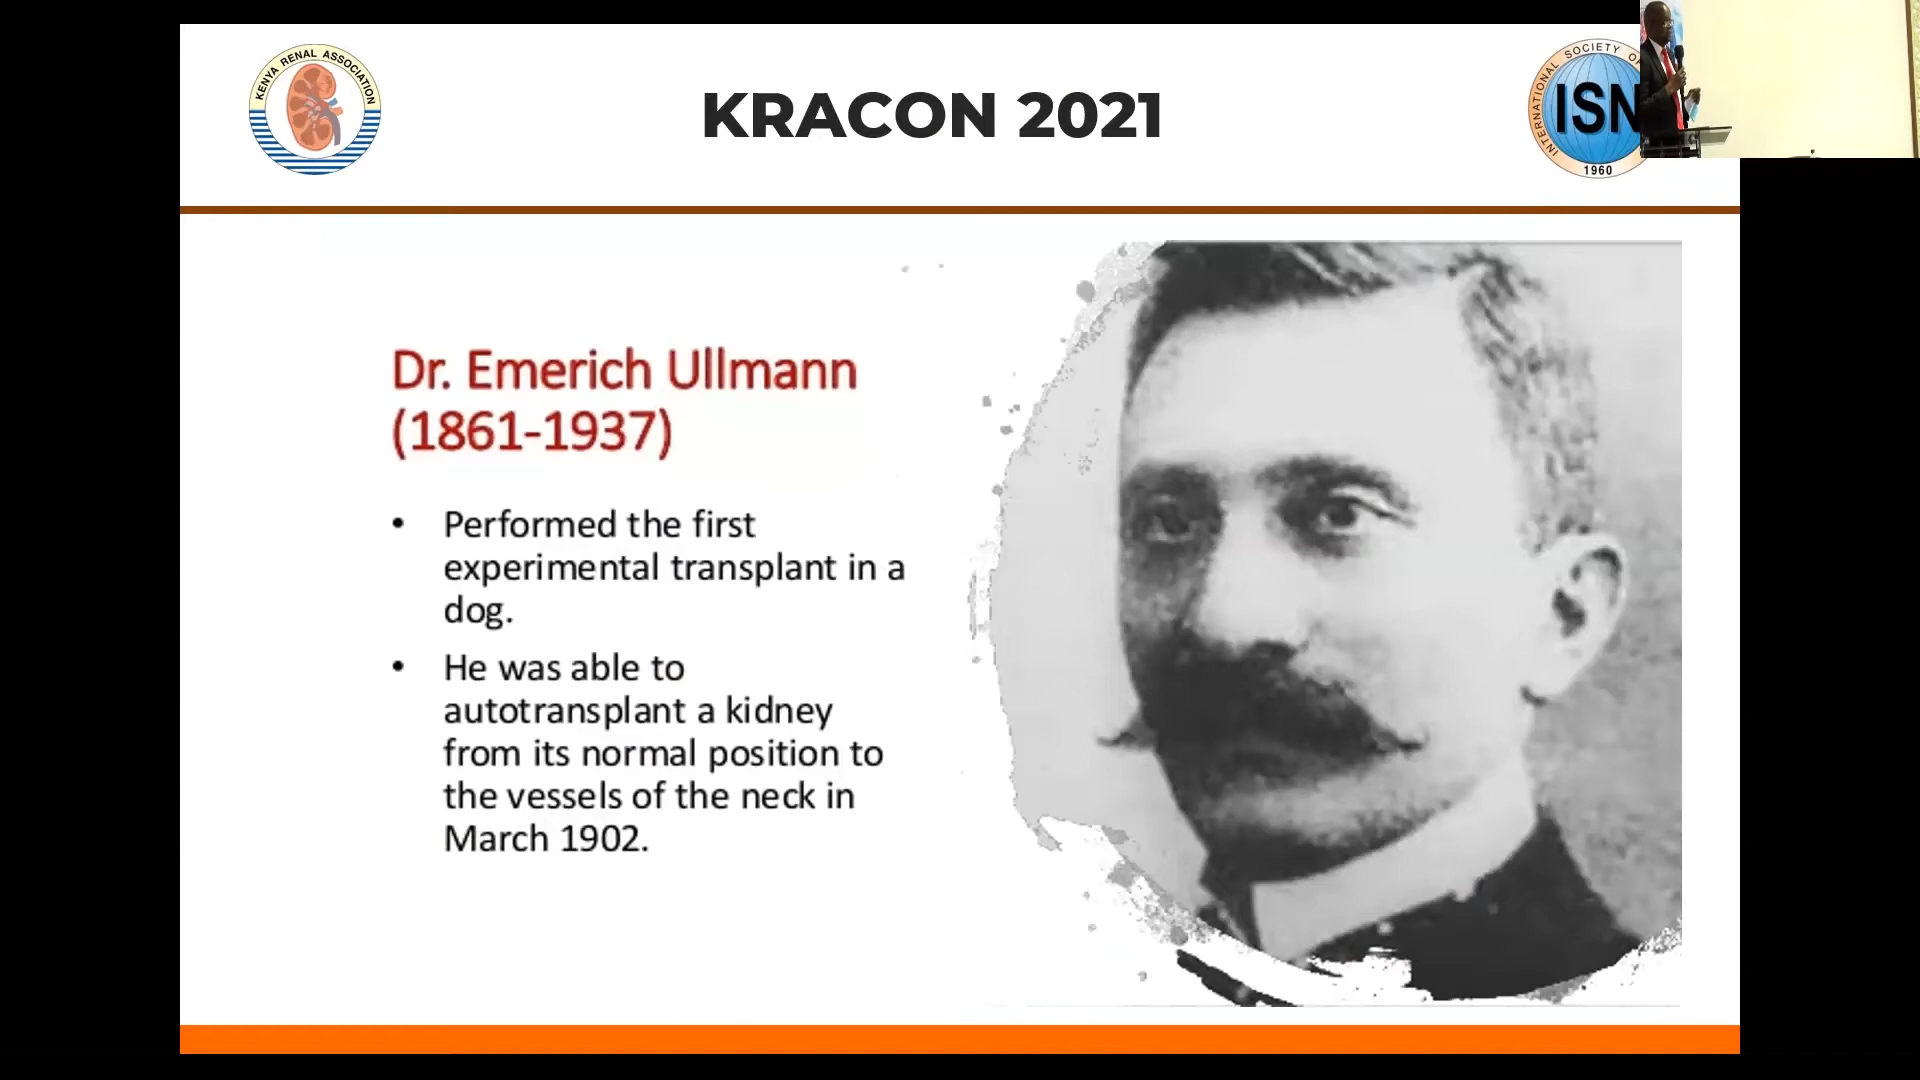 KENYA RENAL ASSOCIATION
KRACON 2021
INTERNATIONAL SOCIETY
ISN
1960
Dr. Emerich Ullmann
(1861-1937)
• Performed the first
experimental transplant in a
dog.
• He was able to
autotransplant a kidney
from its normal position to
the vessels of the neck in
March 1902.